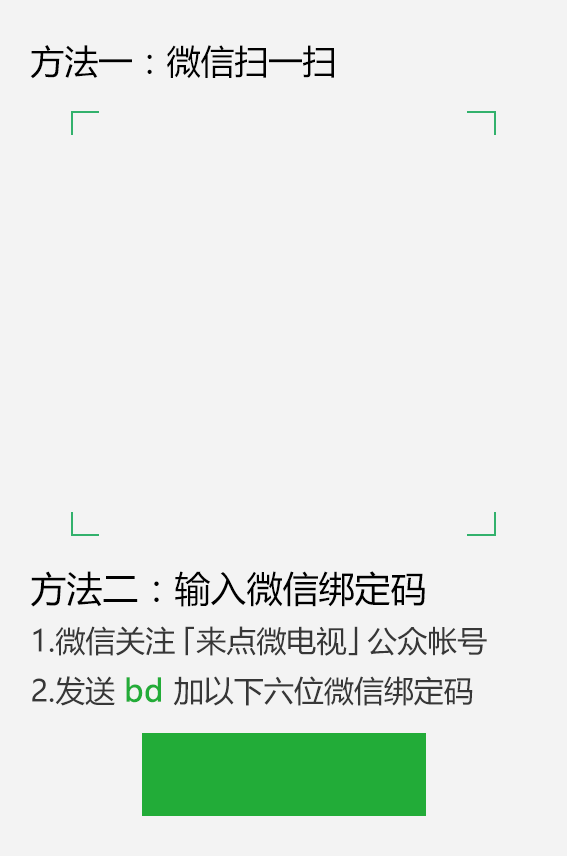 方法一：微信扫一扫
方法二：输入微信绑定码
1.微信关注「来点微电视」公众帐号
2.发送 bd 加以下六位微信绑定码